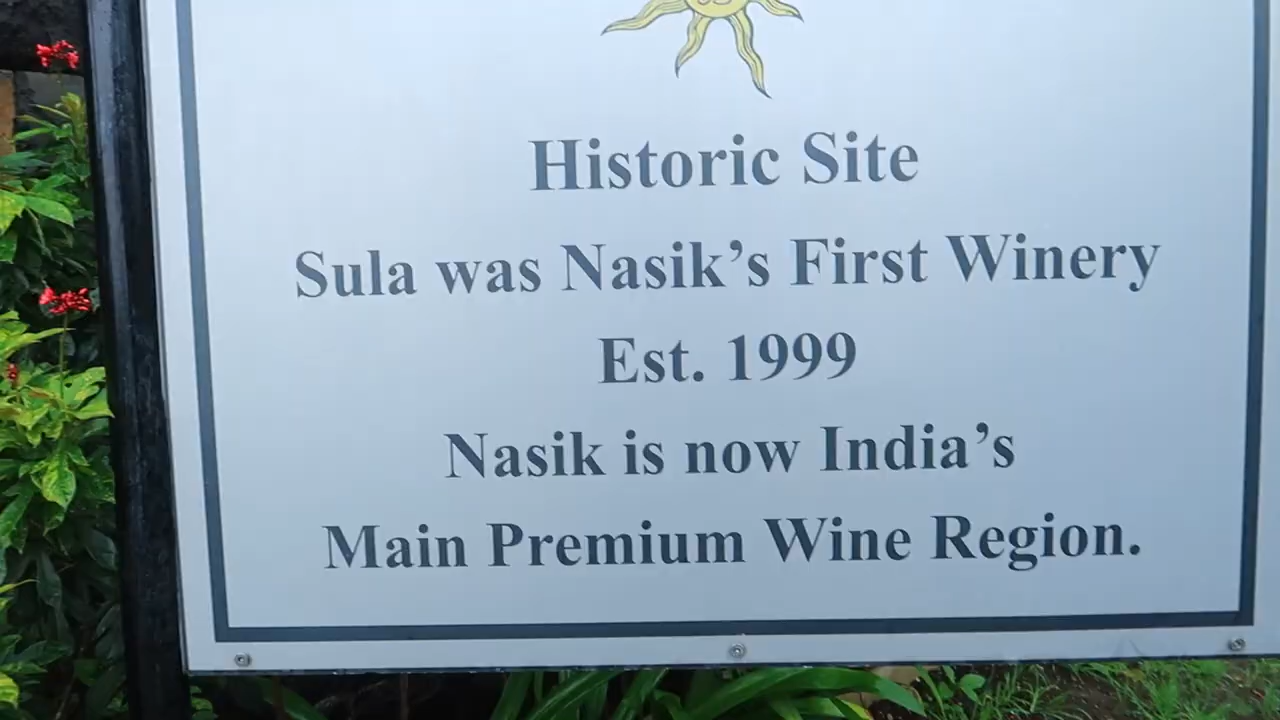 Historic Site
Sula was Nasik's First Winery
Est. 1999
Nasik is now India's
Main Premium Wine Region.